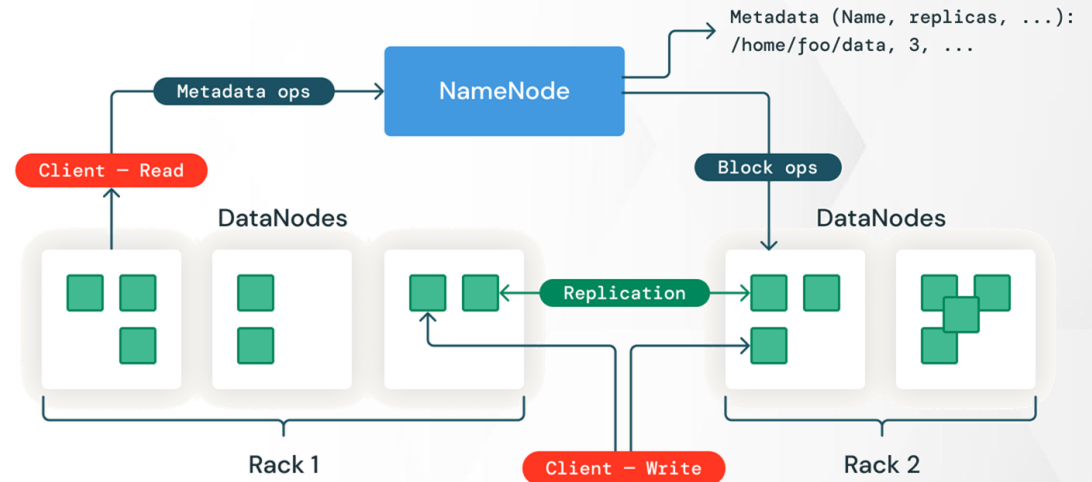 Metadata (Name, replicas, ...):
/home/foo/data, 3, ...
Metadata ops
NameNode
Client — Read
Block ops
DataNodes
DataNodes
Replication
Rack 1
Client — Write
Rack 2